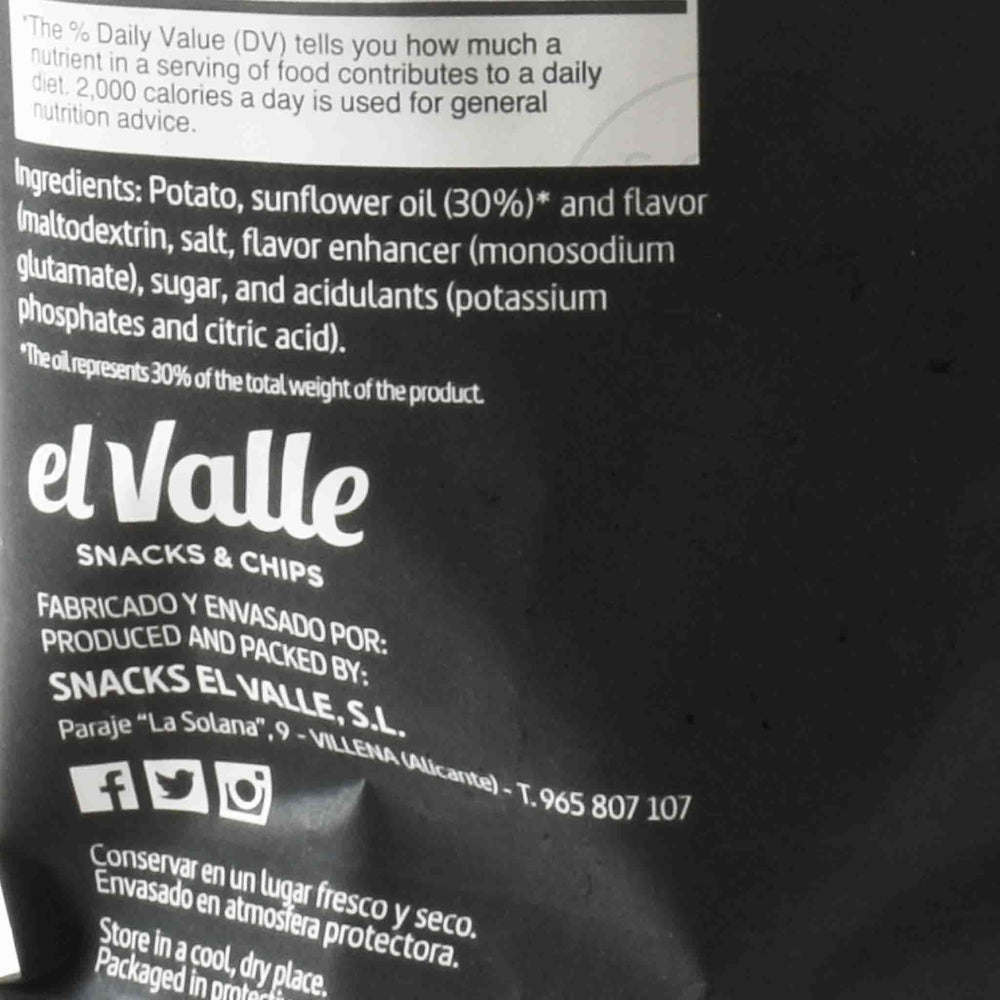 *The % Daily Value (DV) tells you how much a
nutrient in a serving of food contributes to a daily
diet. 2,000 calories a day is used for general
nutrition advice.
Ingredients: Potato, sunflower oil (30%)* and flavor
(maltodextrin, salt, flavor enhancer (monosodium
glutamate), sugar, and acidulants (potassium
phosphates and citric acid).
*The oil represents 30% of the total weight of the product.
el Valle
SNACKS & CHIPS
FABRICADO Y ENVASADO POR:
PRODUCED AND PACKED BY:
SNACKS EL VALLE, S.L.
Paraje "La Solana", 9 - VILLENA (Alicante) - T. 965 807 107
Conservar en un lugar fresco y seco.
Envasado en atmosfera protectora.
Store in a cool, dry place.
Packaged in